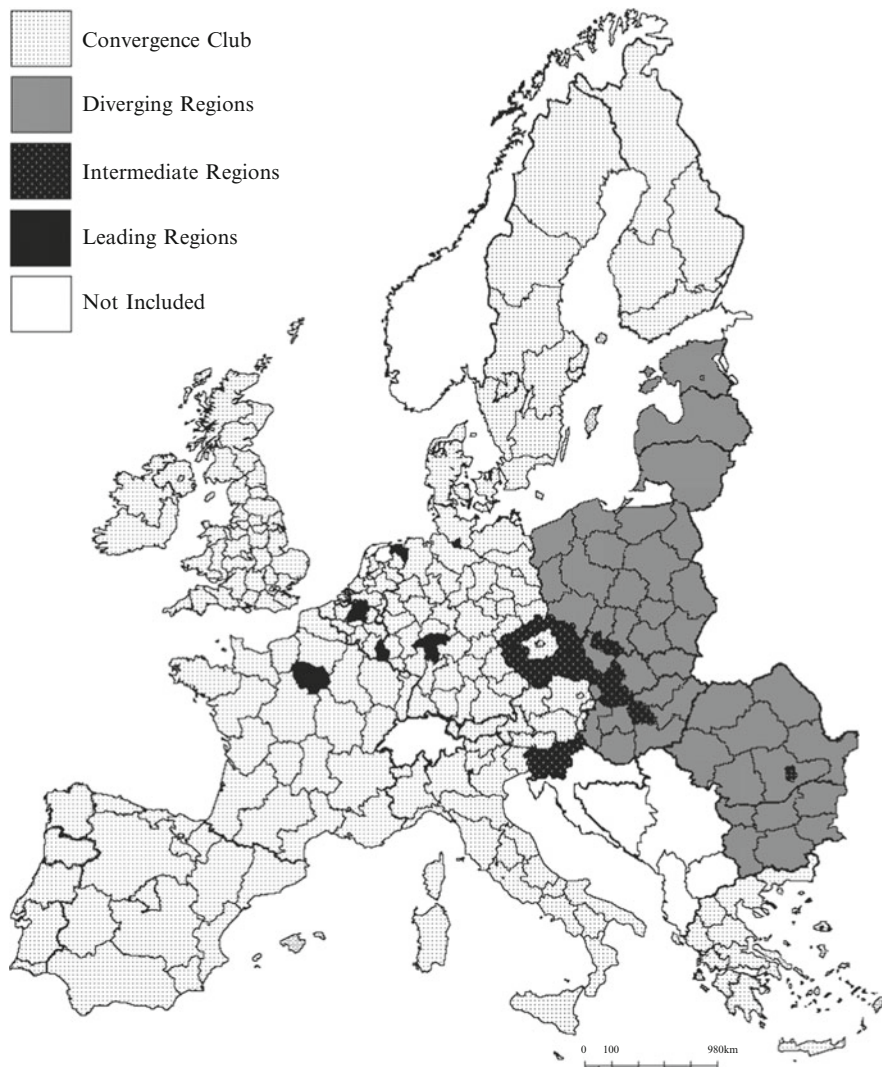 Convergence Club
Diverging Regions
Intermediate Regions
Leading Regions
Not Included
0 100 980km